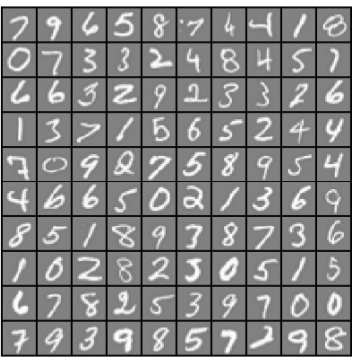 7 9 6 5 8 7 4 4 1 8
0 7 3 3 2 4 8 4 5 1
6 6 3 2 9 2 3 3 2 6
1 3 7 1 5 6 5 2 4 4
7 0 9 2 7 5 8 9 5 4
4 6 6 5 0 2 1 3 6 9
8 5 1 8 9 3 8 7 3 6
1 0 2 8 2 3 0 5 1 5
6 7 8 2 5 3 9 7 0 0
7 9 3 9 8 5 7 2 9 8